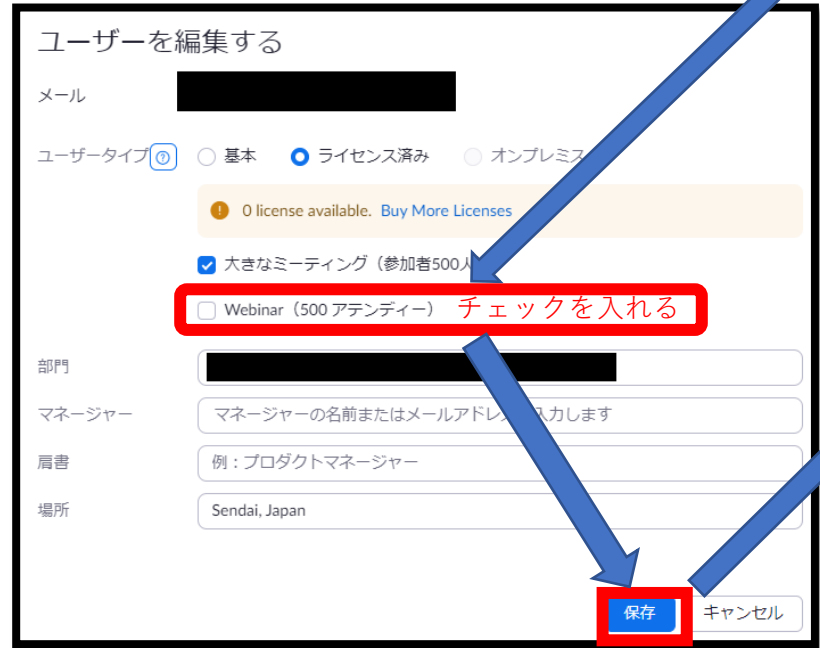 ユーザーを編集する
メール
ユーザータイプ ? 基本 ライセンス済み オンプレミス
! 0 license available. Buy More Licenses
大きなミーティング（参加者500人
Webinar（500 アテンディー） チェックを入れる
部門
マネージャー マネージャーの名前またはメールアドレ 入力します
肩書 例：プロダクトマネージャー
場所 Sendai, Japan
保存 キャンセル